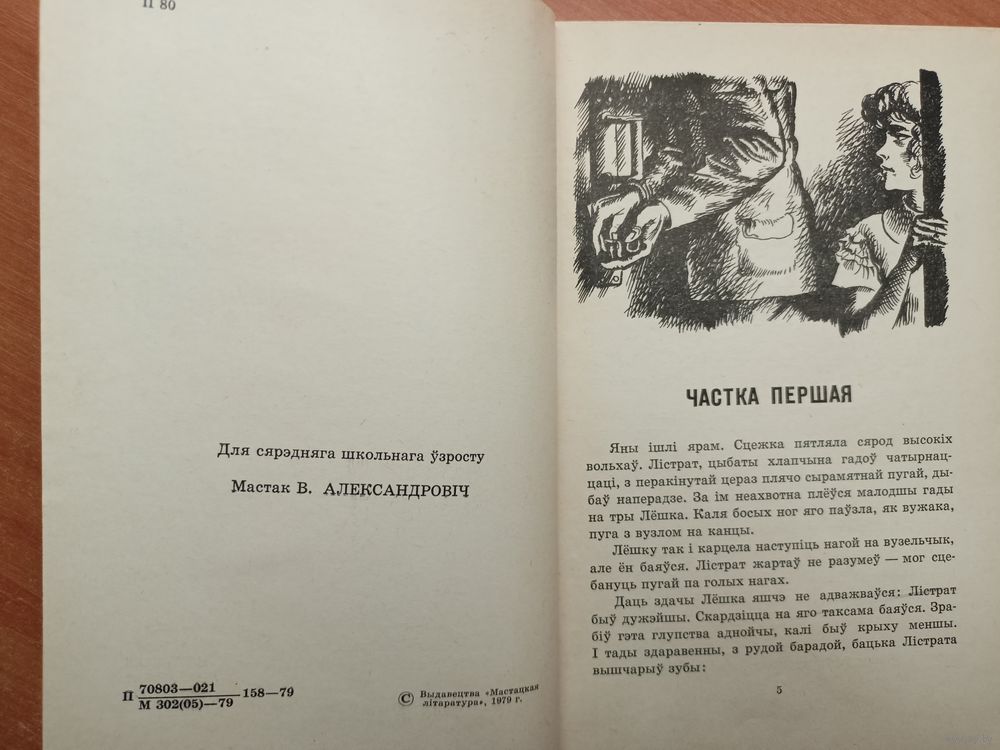 П 80
Для сярэдняга школьнага ўзросту
Мастак В. АЛЕКСАНДРОВІЧ
П 70803—021 158—79
М 302(05)—79
© Выдавецтва «Мастацкая
літаратура», 1979 г.
ЧАСТКА ПЕРШАЯ
Яны ішлі ярам. Сцежка пятляла сярод высокіх
вольхаў. Лістрат, цыбаты хлапчына гадоў чатырнац-
цаці, з перакінутай цераз плячо сырамятнай пугай, ды-
баў наперадзе. За ім неахвотна плёўся малодшы гады
на тры Лёшка. Каля босых ног яго паўзла, як вужака,
пуга з вузлом на канцы.
Лёшку так і карцела наступіць нагой на вузельчык,
але ён баяўся. Лістрат жартаў не разумеў — мог сце-
бануць пугай па голых нагах.
Даць здачы Лёшка яшчэ не адважваўся: Лістрат
быў дужэйшы. Скардзіцца на яго таксама баяўся. Зра-
біў гэта глупства аднойчы, калі быў крыху меншы.
І тады здаравенны, з рудой барадой, бацька Лістрата
вышчарыў зубы:
5